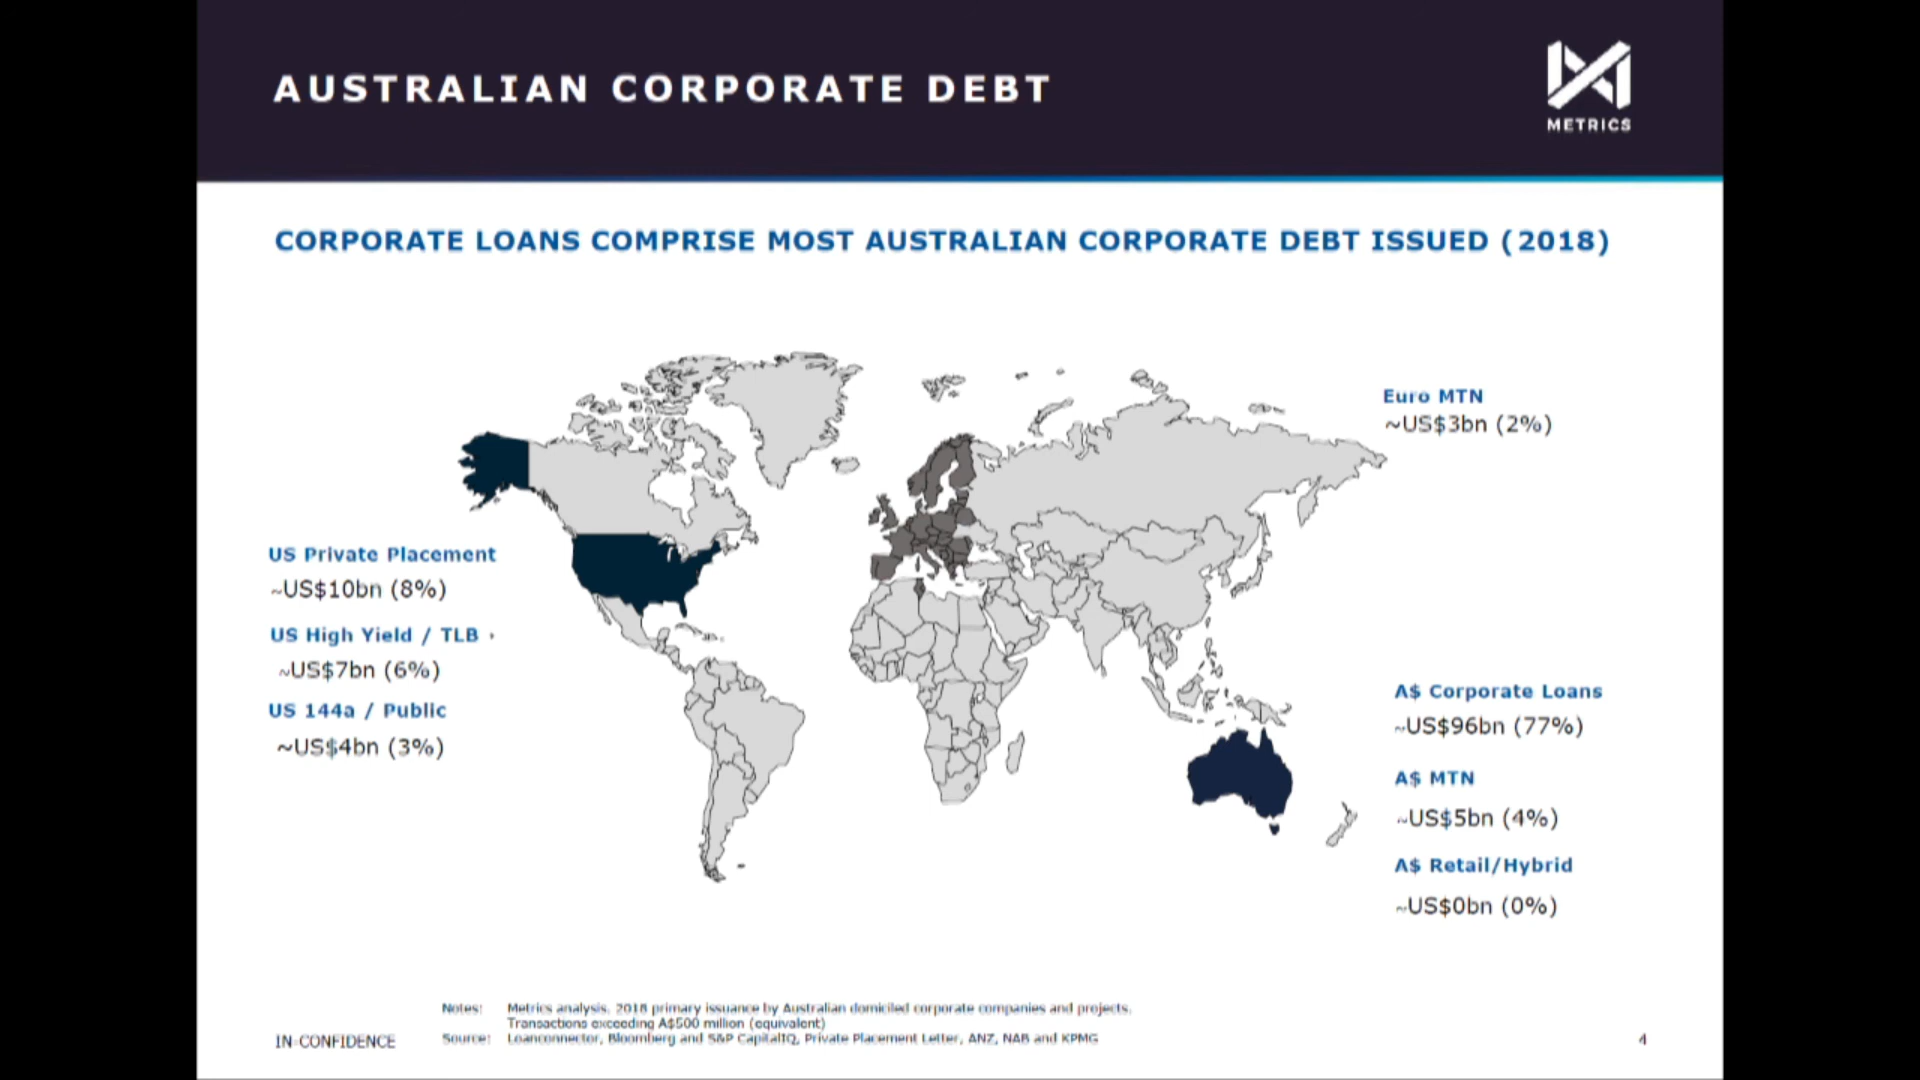 AUSTRALIAN CORPORATE DEBT
METRICS
CORPORATE LOANS COMPRISE MOST AUSTRALIAN CORPORATE DEBT ISSUED (2018)
Euro MTN
~US$3bn (2%)
US Private Placement
~US$10bn (8%)
US High Yield / TLB
~US$7bn (6%)
US 144a / Public
~US$4bn (3%)
A$ Corporate Loans
~US$96bn (77%)
A$ MTN
~US$5bn (4%)
A$ Retail/Hybrid
~US$0bn (0%)
Notes: Metrics analysis. 2018 primary issuance by Australian domiciled corporate companies and projects.
Transactions exceeding A$500 million (equivalent)
Source: Loanconnector, Bloomberg and S&P CapitalIQ, Private Placement Letter, ANZ, NAB and KPMG
IN-CONFIDENCE
4